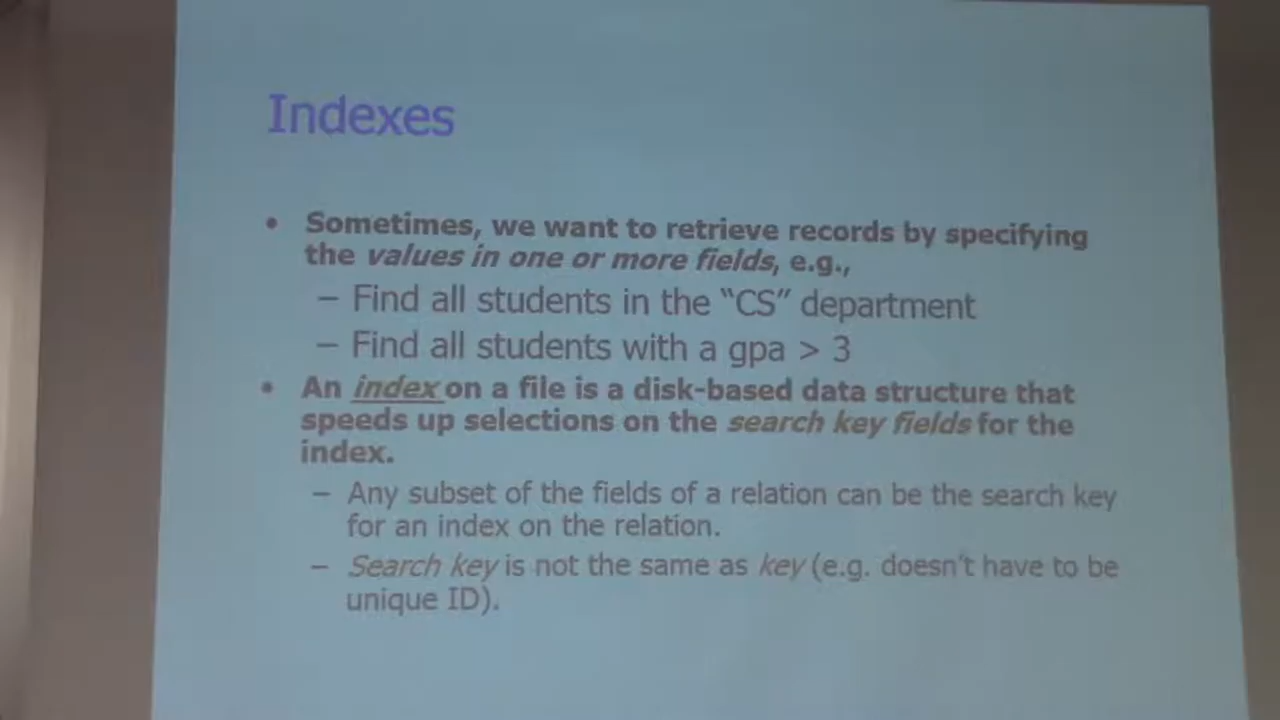 Indexes
• Sometimes, we want to retrieve records by specifying
the values in one or more fields, e.g.,
– Find all students in the “CS” department
– Find all students with a gpa > 3
• An index on a file is a disk-based data structure that
speeds up selections on the search key fields for the
index.
– Any subset of the fields of a relation can be the search key
for an index on the relation.
– Search key is not the same as key (e.g. doesn’t have to be
unique ID).